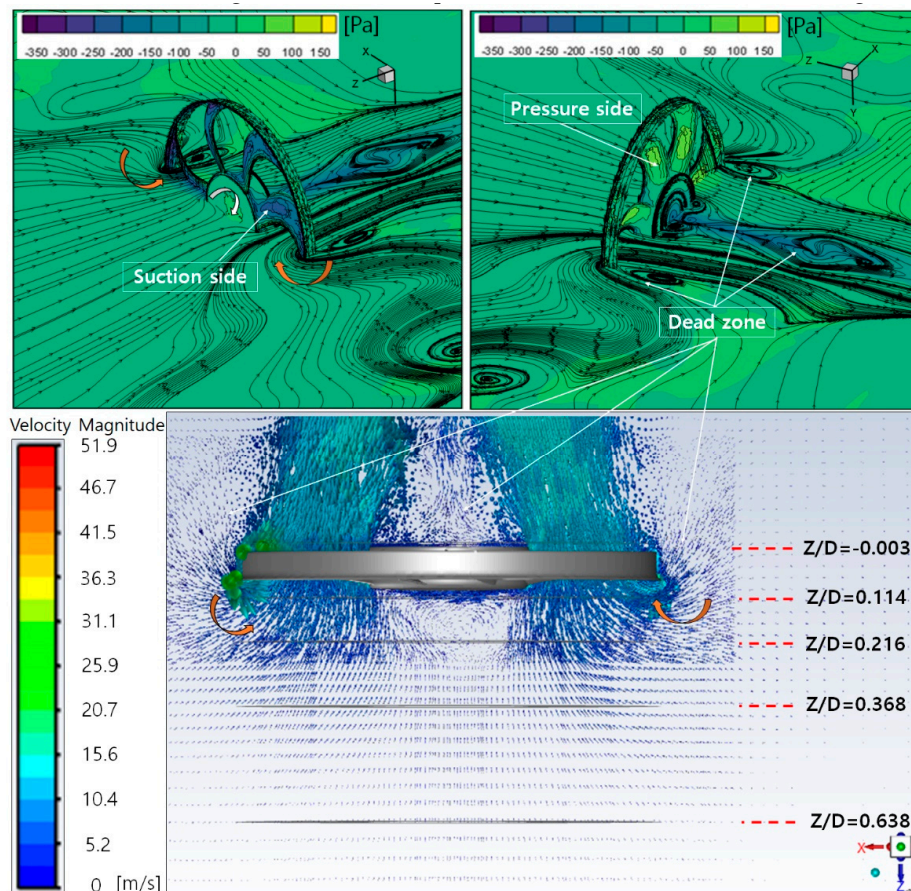 [Pa]
-350 -300 -250 -200 -150 -100 -50 0 50 100 150
x
z
Suction side
[Pa]
-350 -300 -250 -200 -150 -100 -50 0 50 100 150
x
z
Pressure side
Dead zone
Velocity Magnitude
51.9
46.7
41.5
36.3
31.1
25.9
20.7
15.6
10.4
5.2
0 [m/s]
Z/D=-0.003
Z/D=0.114
Z/D=0.216
Z/D=0.368
Z/D=0.638
X
Z